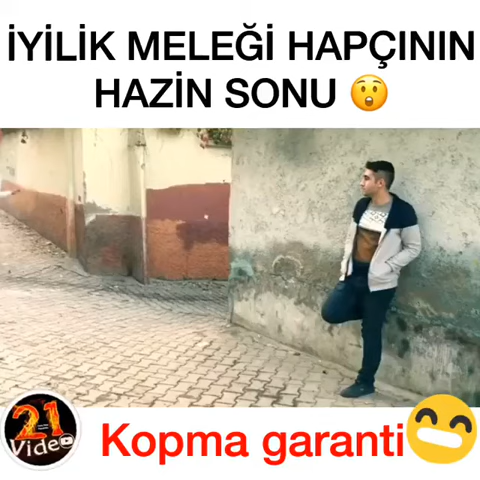 İYİLİK MELEĞİ HAPÇININ
HAZİN SONU 😲
21
Video
Kopma garanti😁